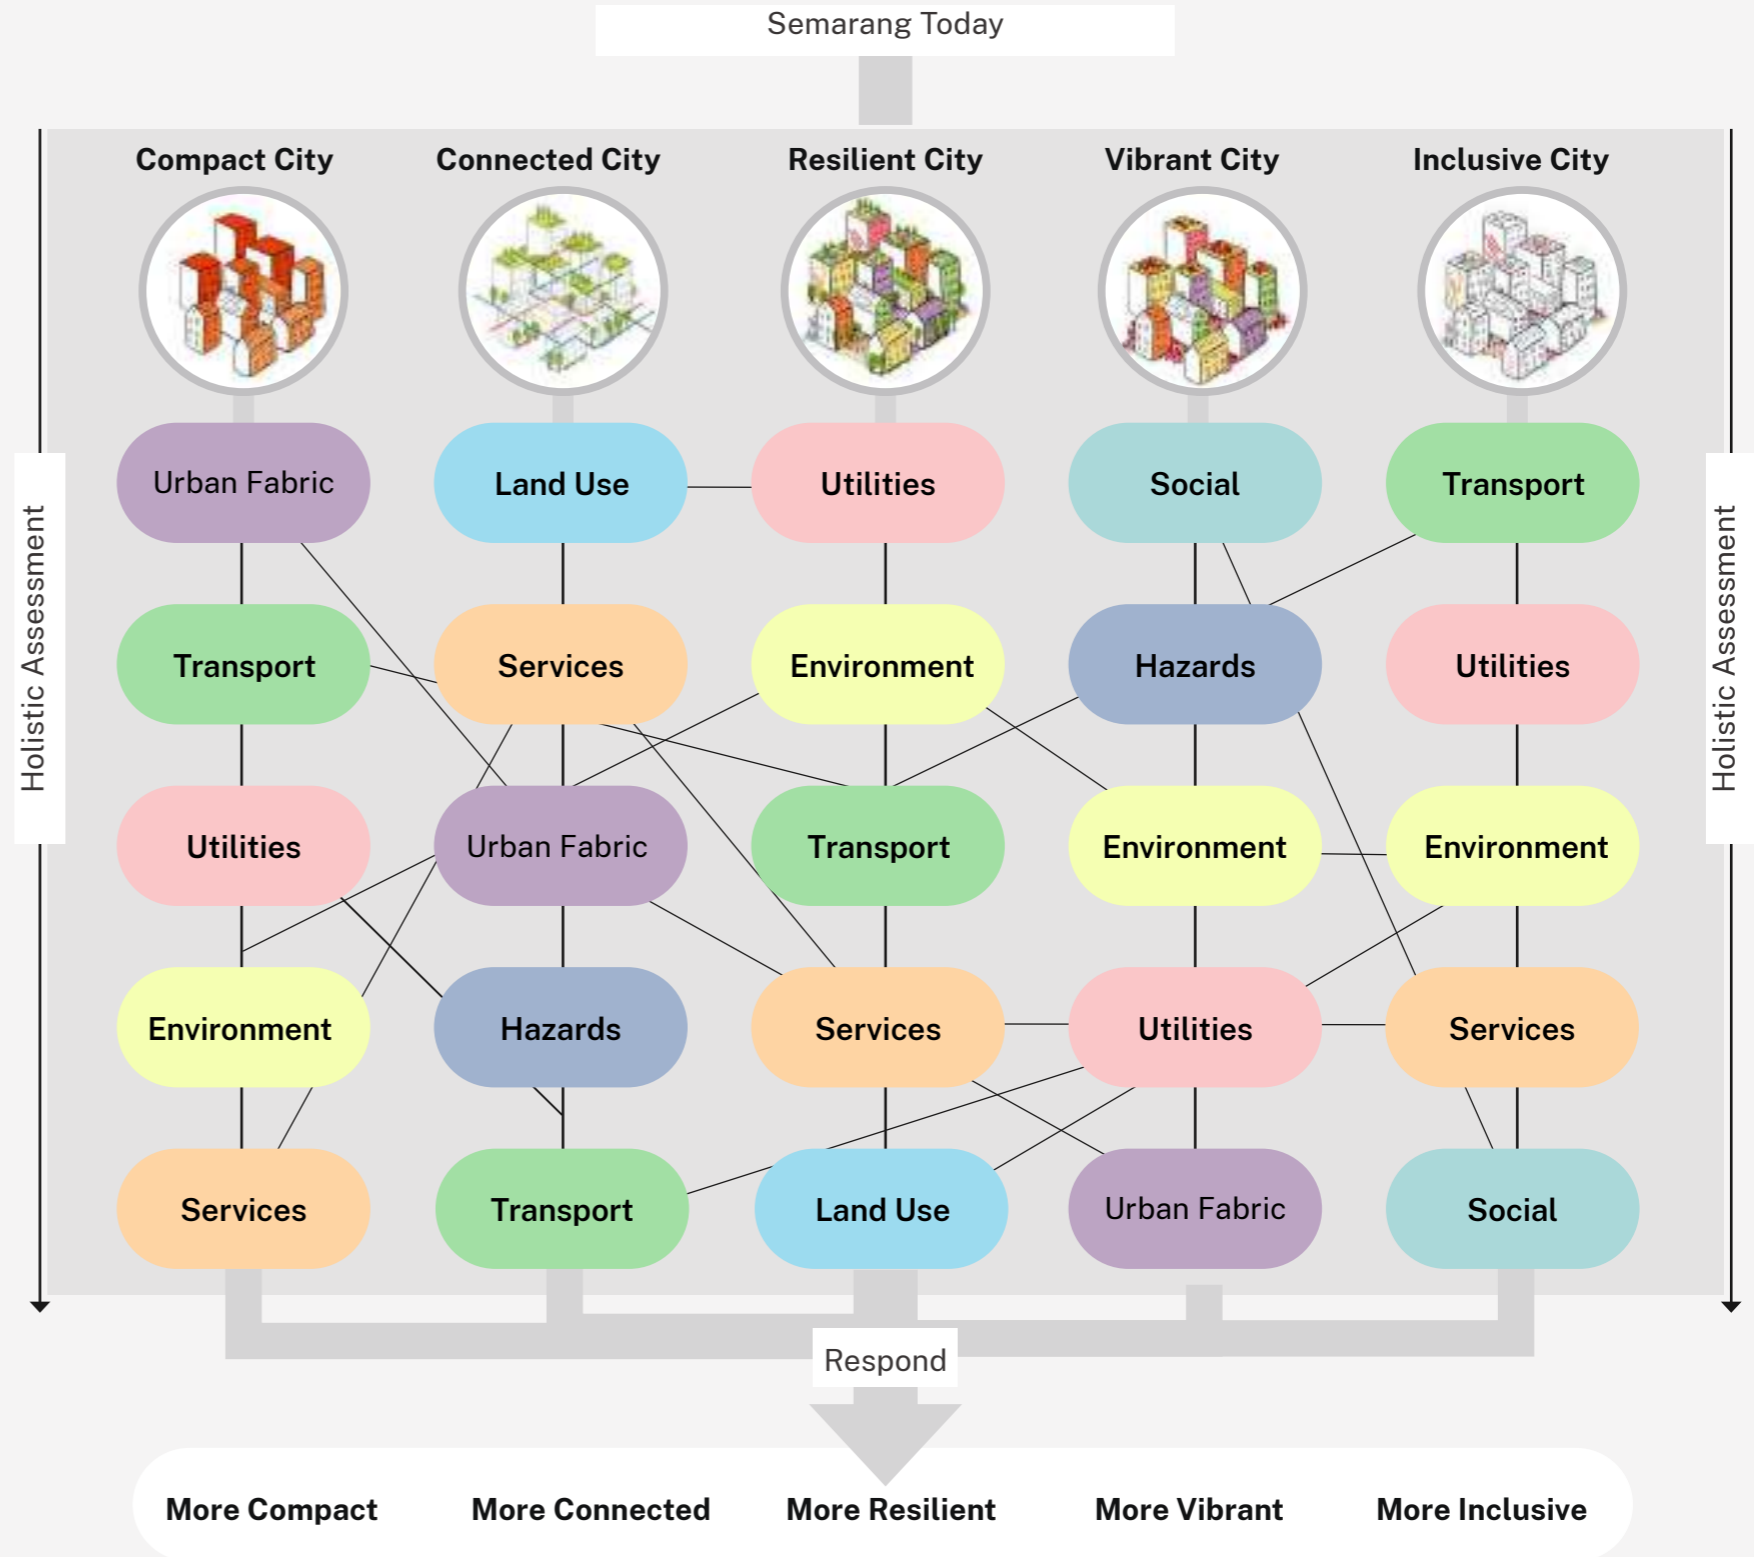 Semarang Today
Compact City
Connected City
Resilient City
Vibrant City
Inclusive City
Holistic Assessment
Holistic Assessment
Urban Fabric
Land Use
Utilities
Social
Transport
Transport
Services
Environment
Hazards
Utilities
Utilities
Urban Fabric
Transport
Environment
Environment
Environment
Hazards
Services
Utilities
Services
Services
Transport
Land Use
Urban Fabric
Social
Respond
More Compact
More Connected
More Resilient
More Vibrant
More Inclusive